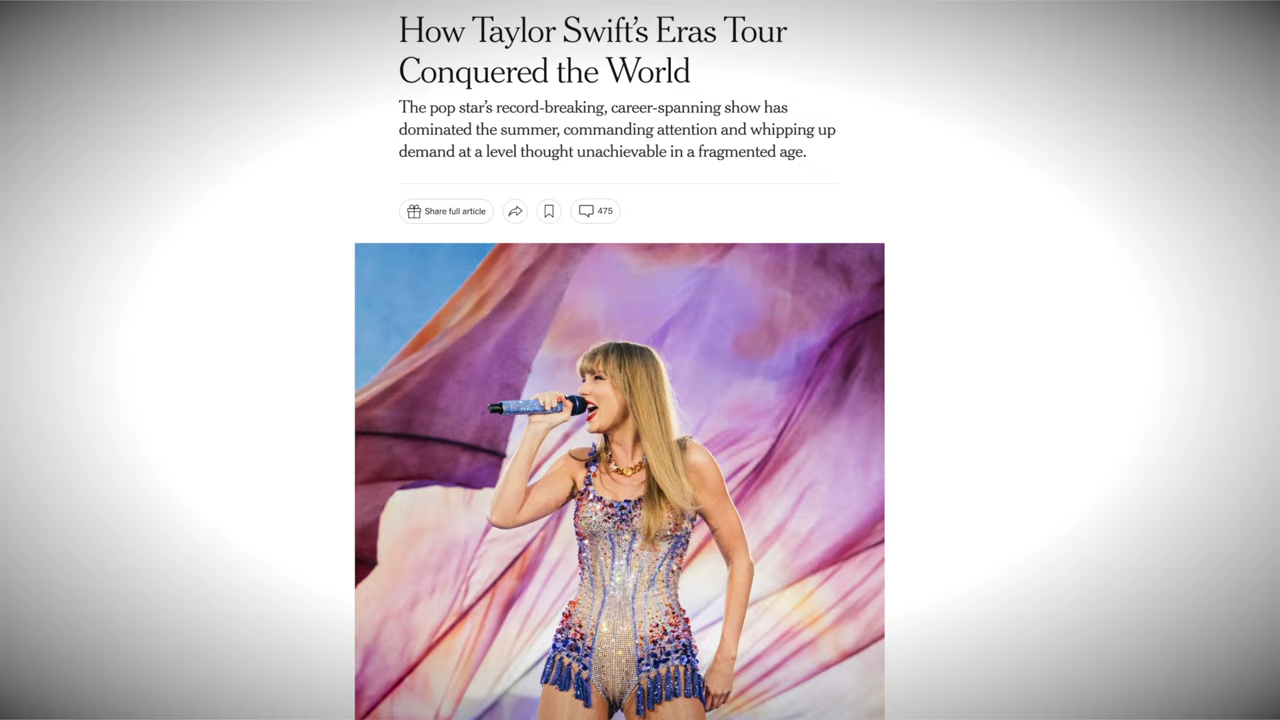 How Taylor Swift’s Eras Tour
Conquered the World
The pop star’s record-breaking, career-spanning show has
dominated the summer, commanding attention and whipping up
demand at a level thought unachievable in a fragmented age.
Share full article
475